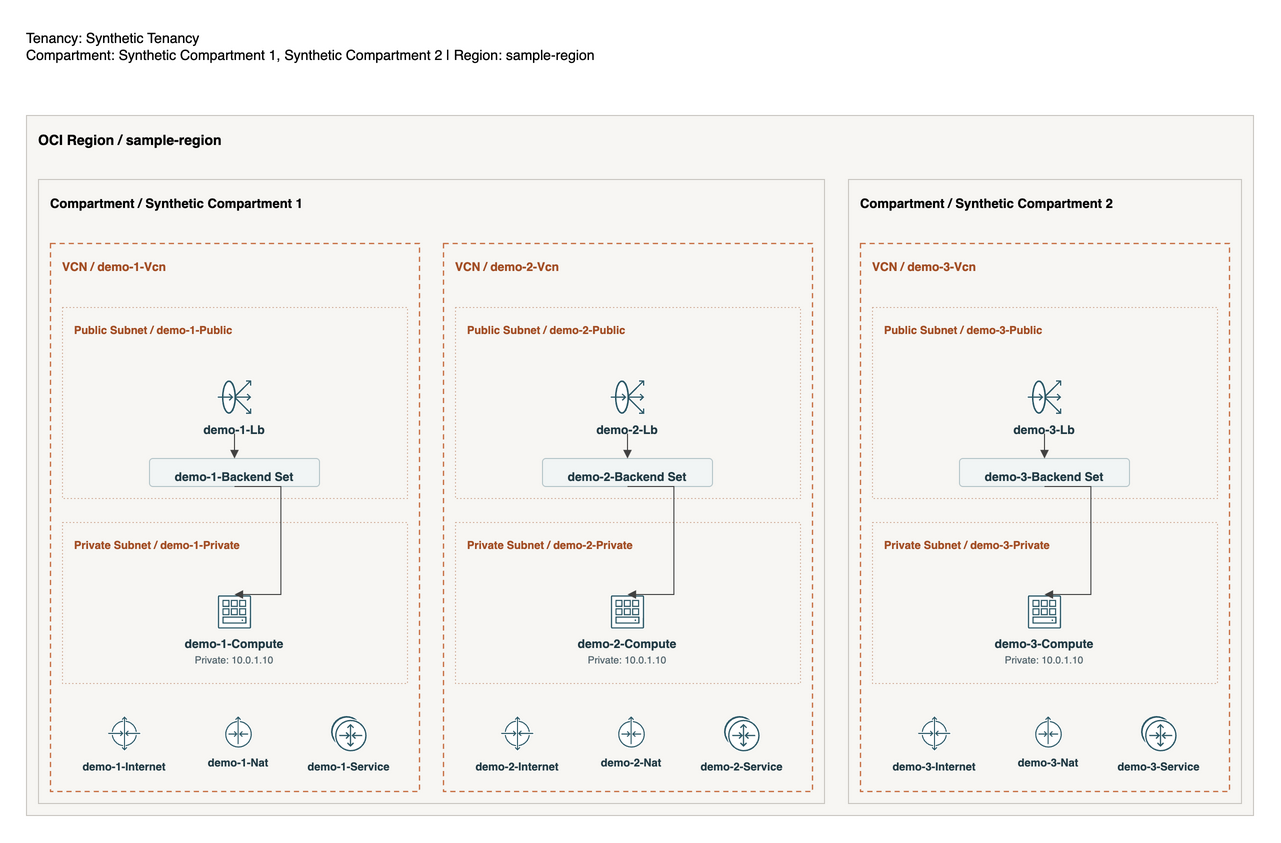 Tenancy: Synthetic Tenancy
Compartment: Synthetic Compartment 1, Synthetic Compartment 2 | Region: sample-region
OCI Region / sample-region
Compartment / Synthetic Compartment 1
VCN / demo-1-Vcn
Public Subnet / demo-1-Public
demo-1-Lb
demo-1-Backend Set
Private Subnet / demo-1-Private
demo-1-Compute
Private: 10.0.1.10
demo-1-Internet
demo-1-Nat
demo-1-Service
VCN / demo-2-Vcn
Public Subnet / demo-2-Public
demo-2-Lb
demo-2-Backend Set
Private Subnet / demo-2-Private
demo-2-Compute
Private: 10.0.1.10
demo-2-Internet
demo-2-Nat
demo-2-Service
Compartment / Synthetic Compartment 2
VCN / demo-3-Vcn
Public Subnet / demo-3-Public
demo-3-Lb
demo-3-Backend Set
Private Subnet / demo-3-Private
demo-3-Compute
Private: 10.0.1.10
demo-3-Internet
demo-3-Nat
demo-3-Service